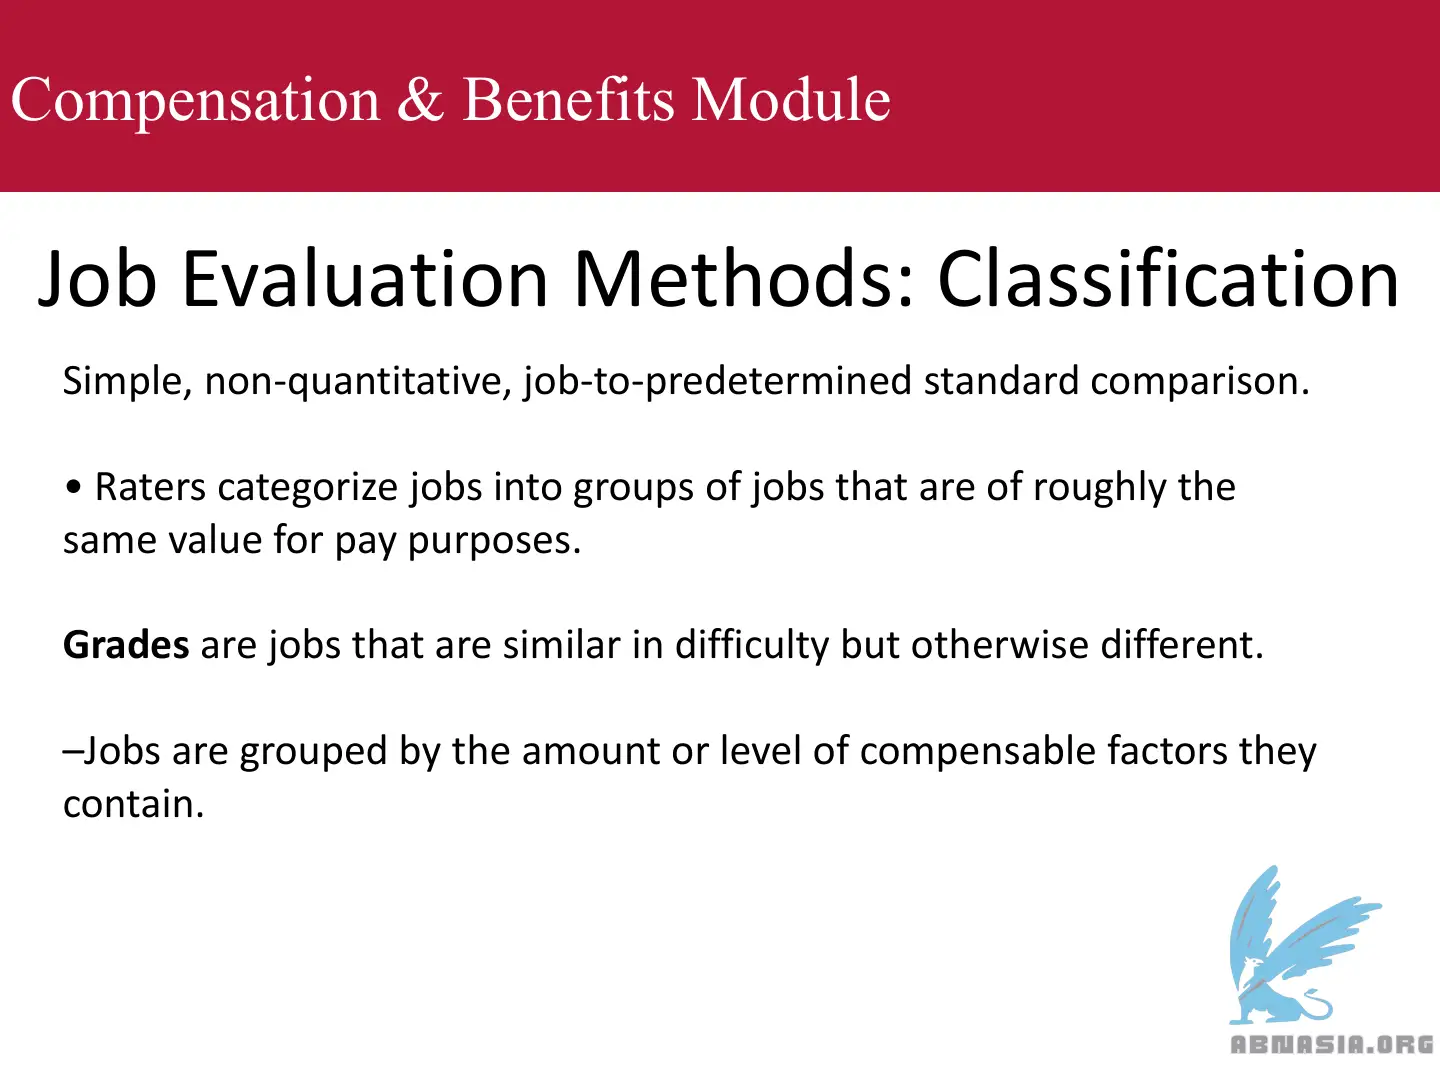 Compensation & Benefits Module
Job Evaluation Methods: Classification
Simple, non-quantitative, job-to-predetermined standard comparison.
• Raters categorize jobs into groups of jobs that are of roughly the
same value for pay purposes.
Grades are jobs that are similar in difficulty but otherwise different.
–Jobs are grouped by the amount or level of compensable factors they
contain.
ABNASIA.ORG